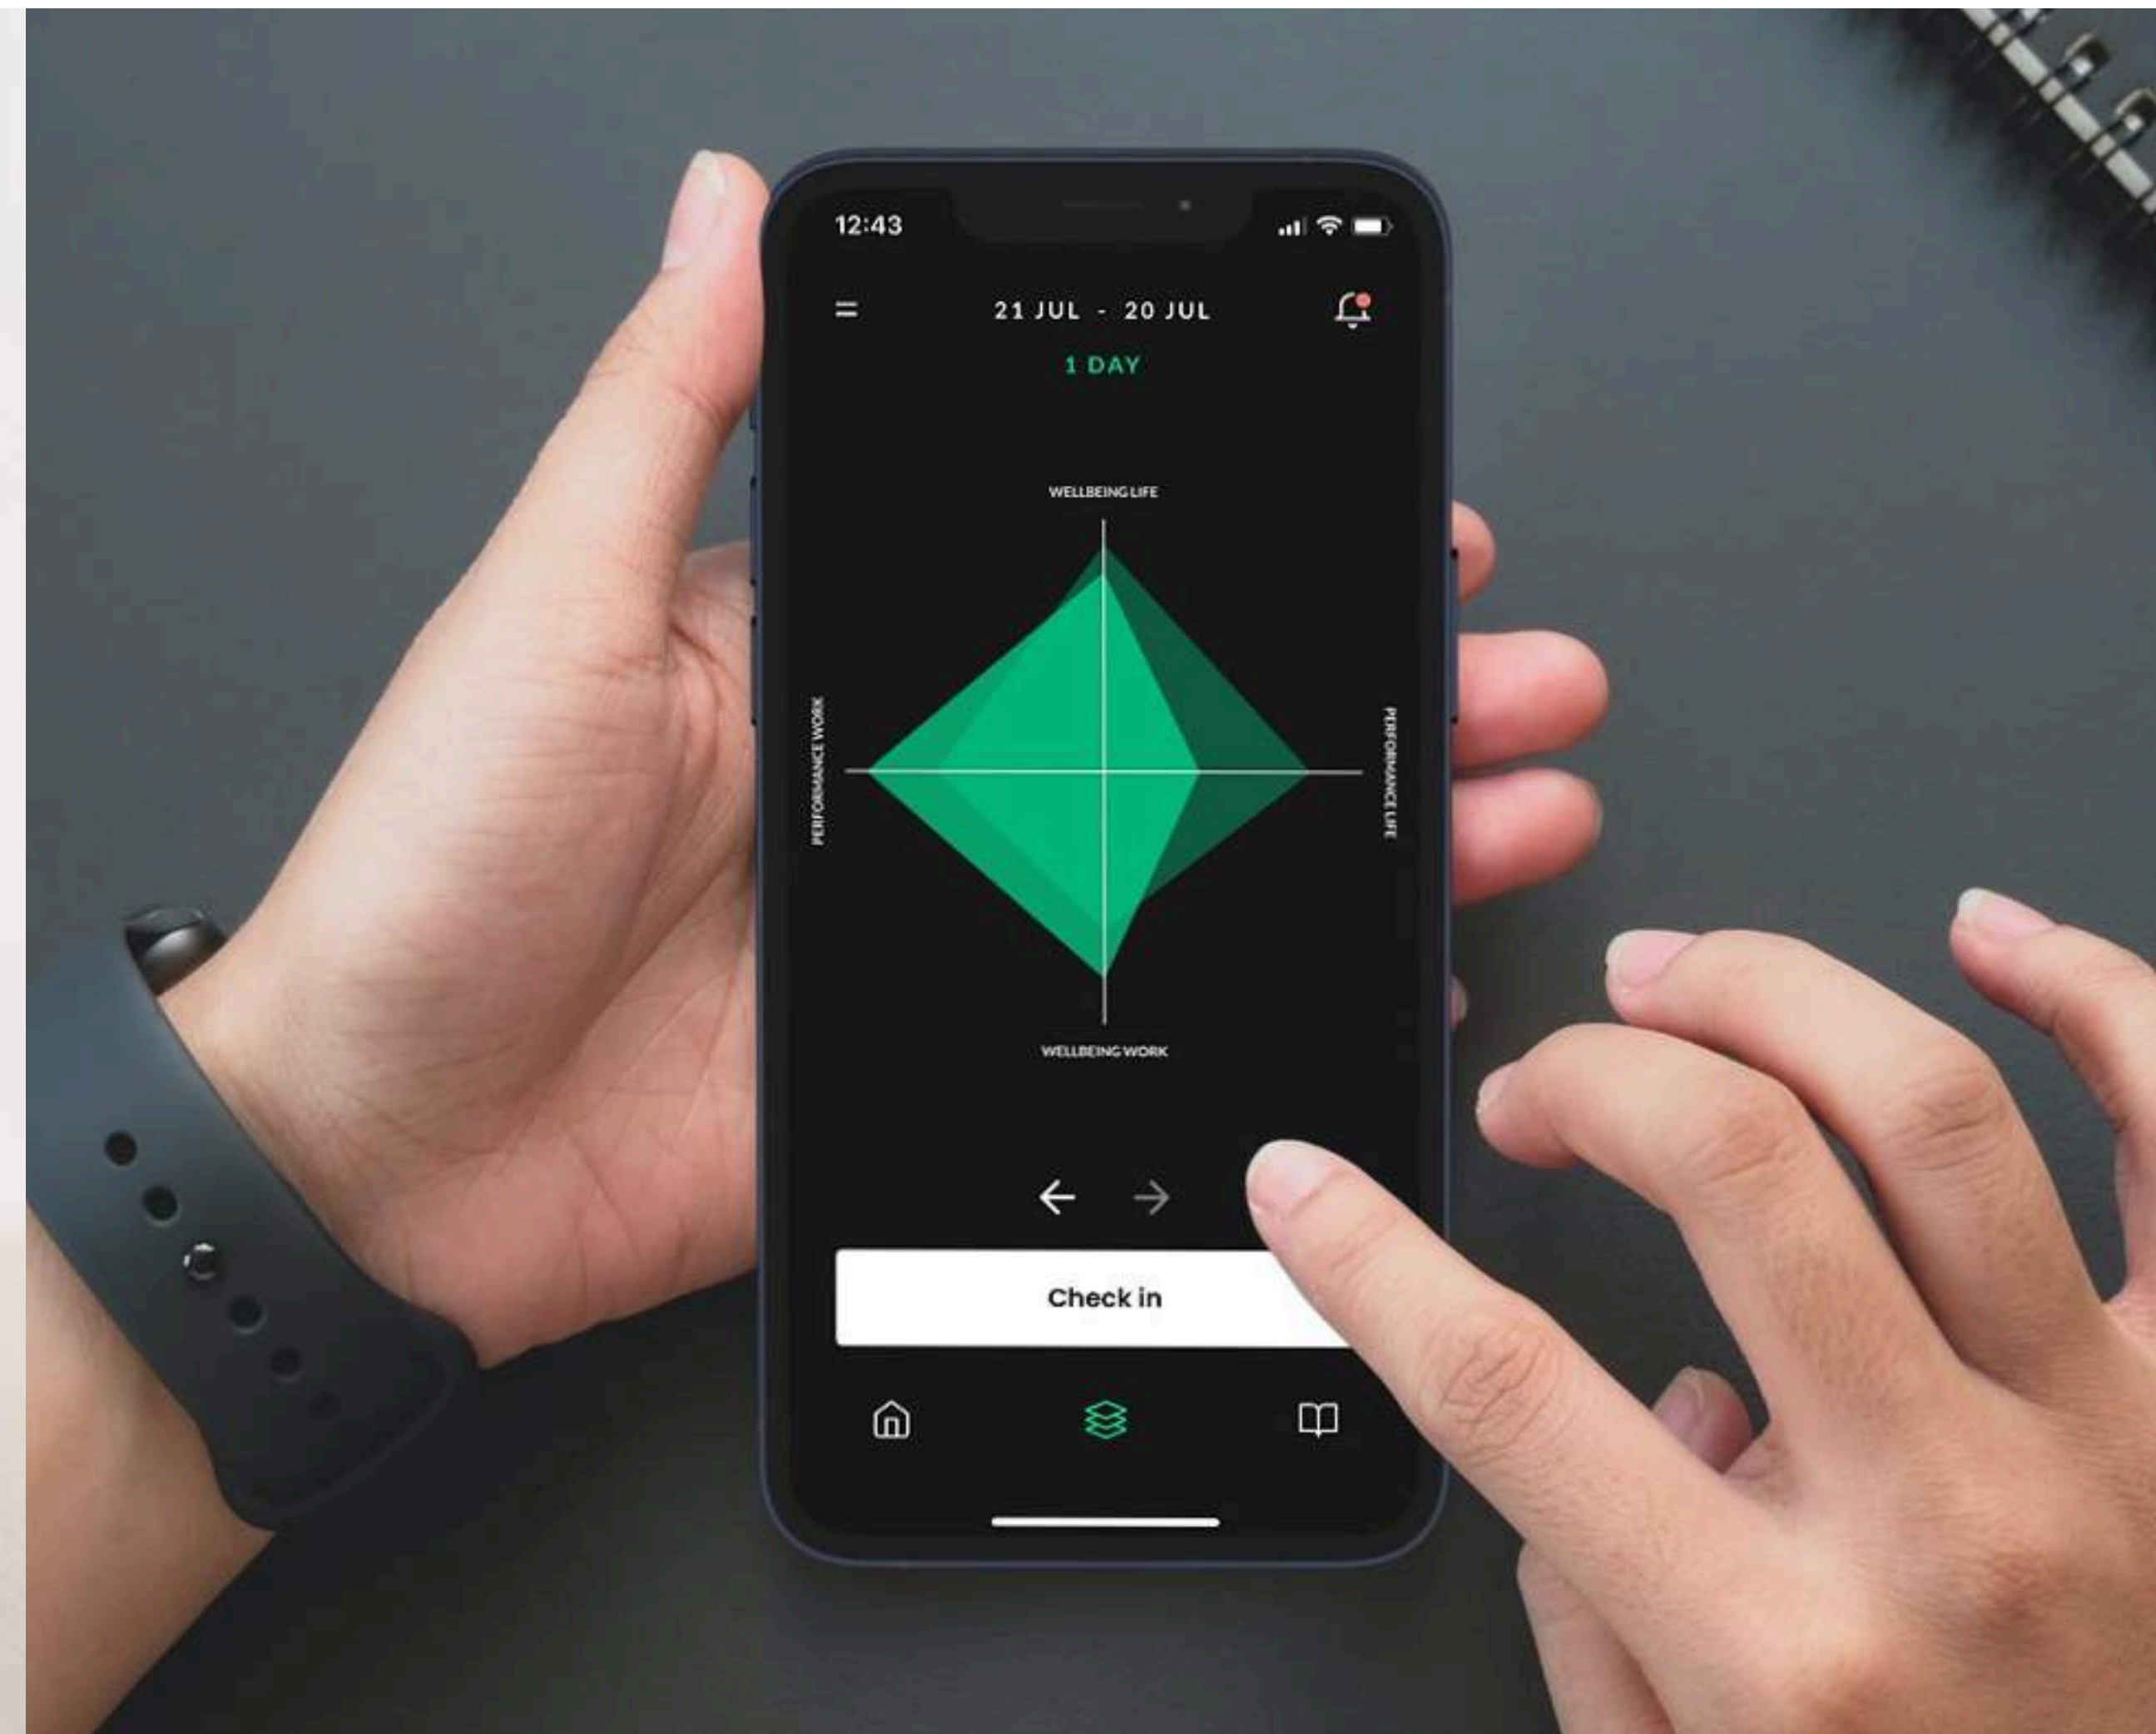 12:43
21 JUL - 20 JUL
1 DAY
WELLBEING LIFE
PERFORMANCE WORK
PERFORMANCE LIFE
WELLBEING WORK
Check in